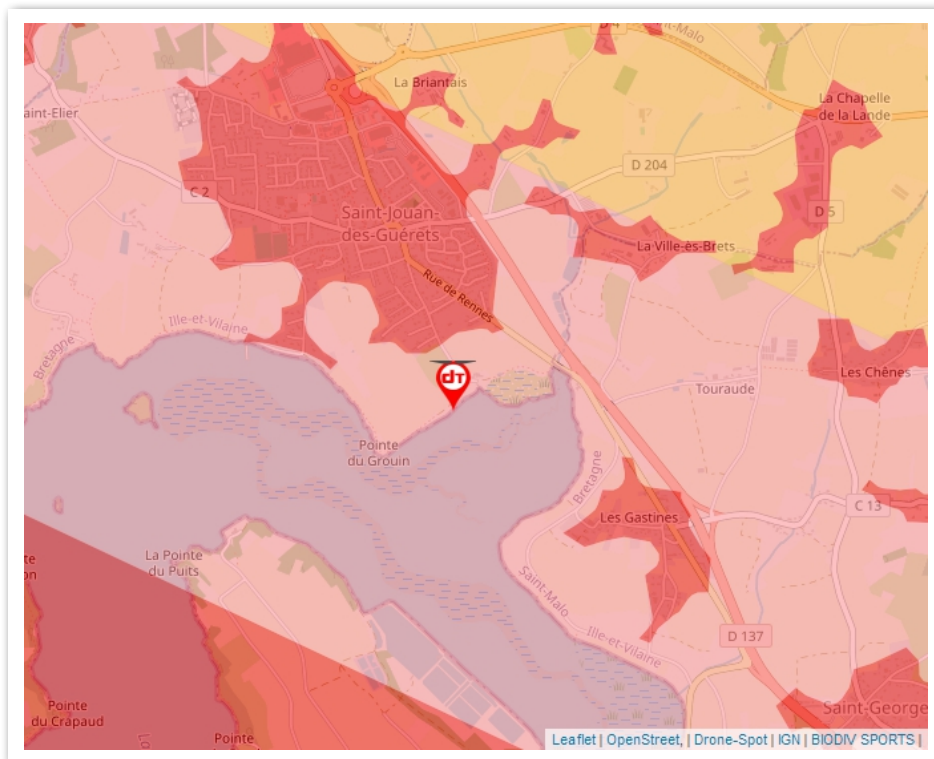 La Briantais
Saint-Malo
La Chapelle
de la Lande
aint-Elier
D 204
C 2
D 5
Saint-Jouan-
des-Guérets
La Ville-ès-Brets
Rue de Rennes
Ille-et-Vilaine
Bretagne
Les Chênes
dT
Touraude
Pointe
du Grouin
Bretagne
C 13
Les Gastines
te
on
La Pointe
du Puits
Saint-Malo
Ille-et-Vilaine
D 137
Pointe
du Crapaud
Saint-George
Pointe
Leaflet | OpenStreet, | Drone-Spot | IGN | BIODIV SPORTS |